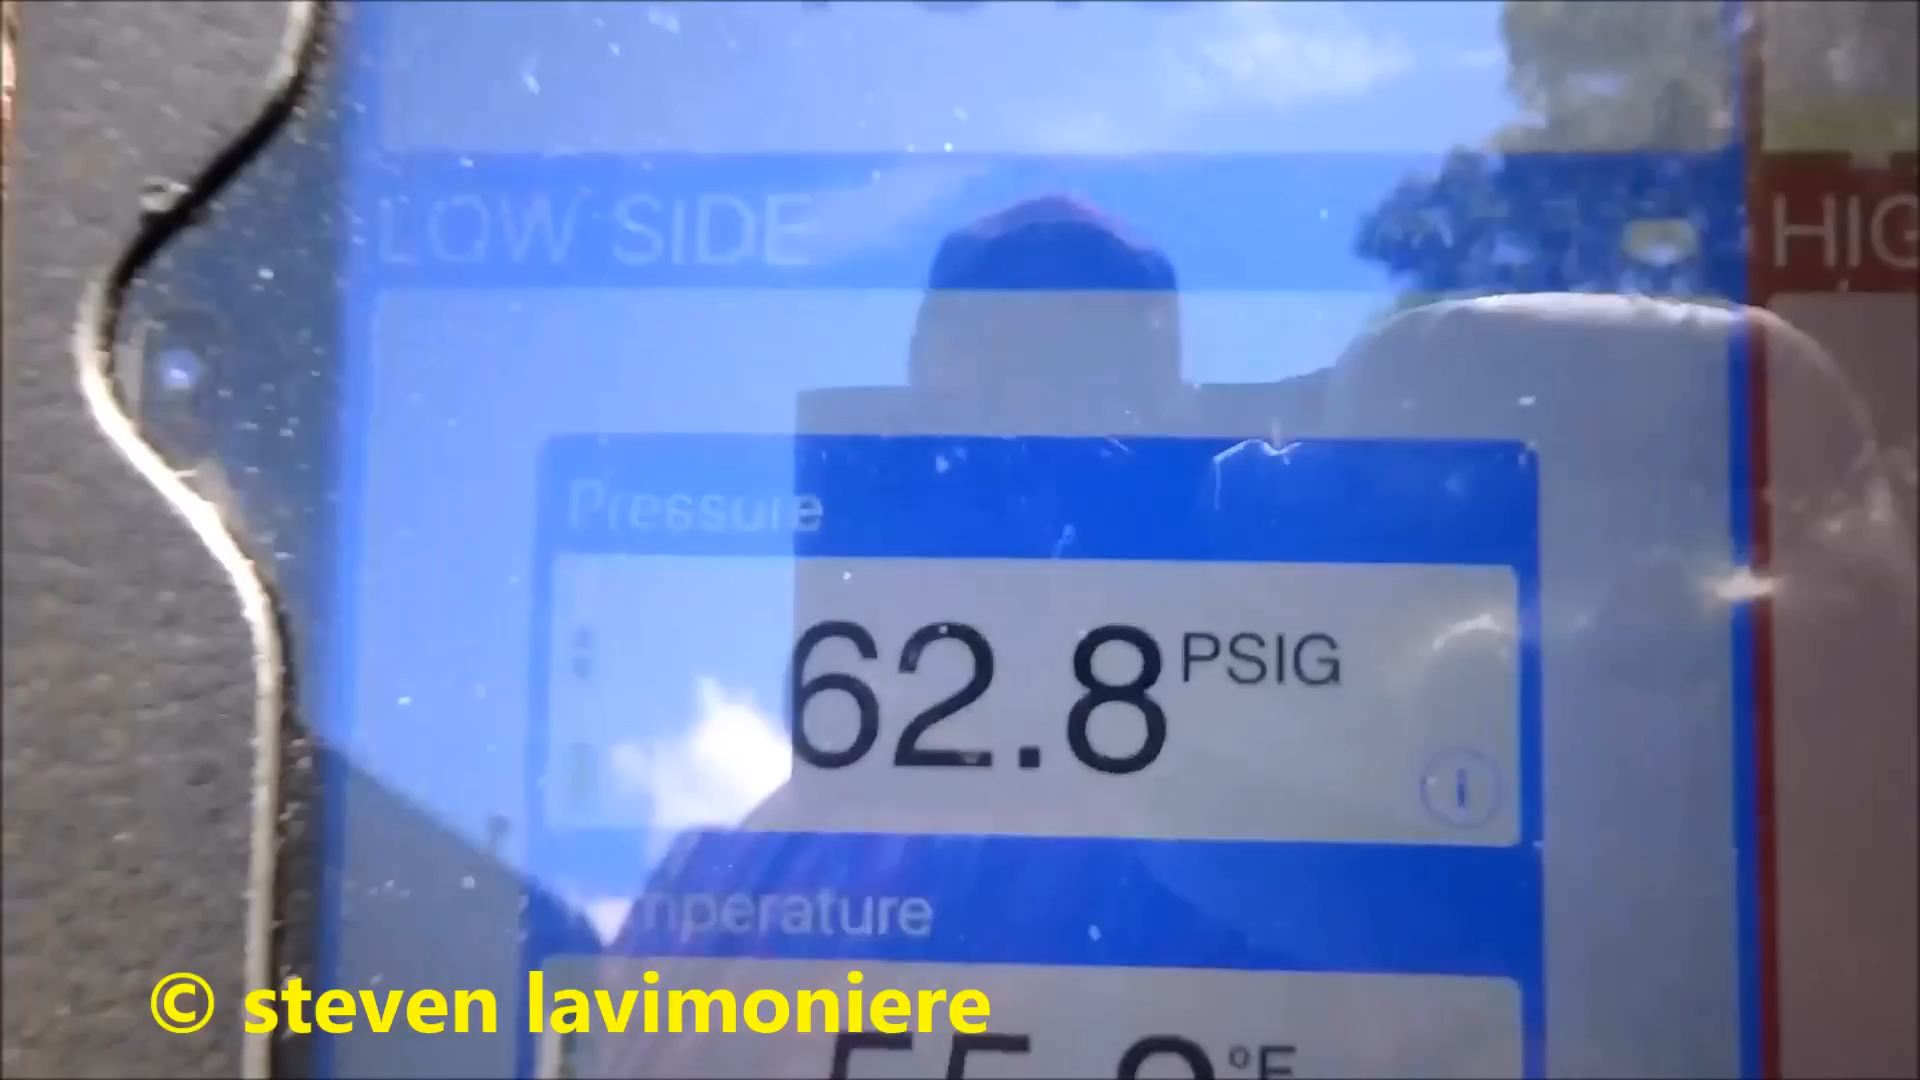 LOW SIDE
HIG
Pressure
62.8 PSIG
i
mperature
°F
© steven lavimoniere